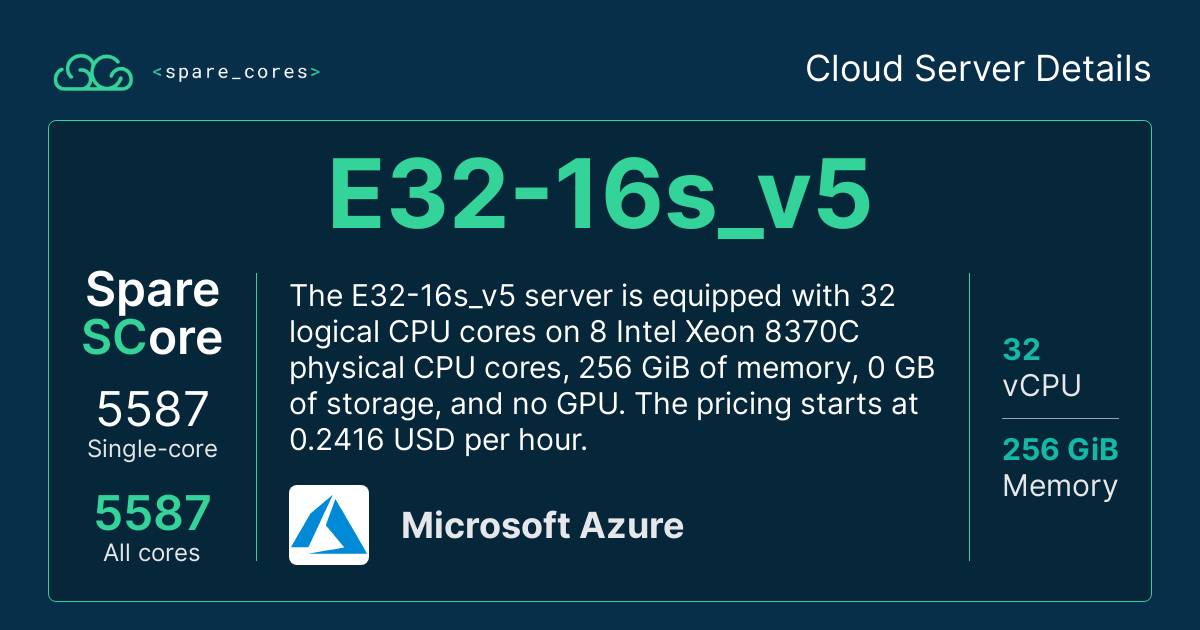 <spare_cores>
Cloud Server Details
E32-16s_v5
Spare
SCore
5587
Single-core
5587
All cores
The E32-16s_v5 server is equipped with 32
logical CPU cores on 8 Intel Xeon 8370C
physical CPU cores, 256 GiB of memory, 0 GB
of storage, and no GPU. The pricing starts at
0.2416 USD per hour.
Microsoft Azure
32
vCPU
256 GiB
Memory